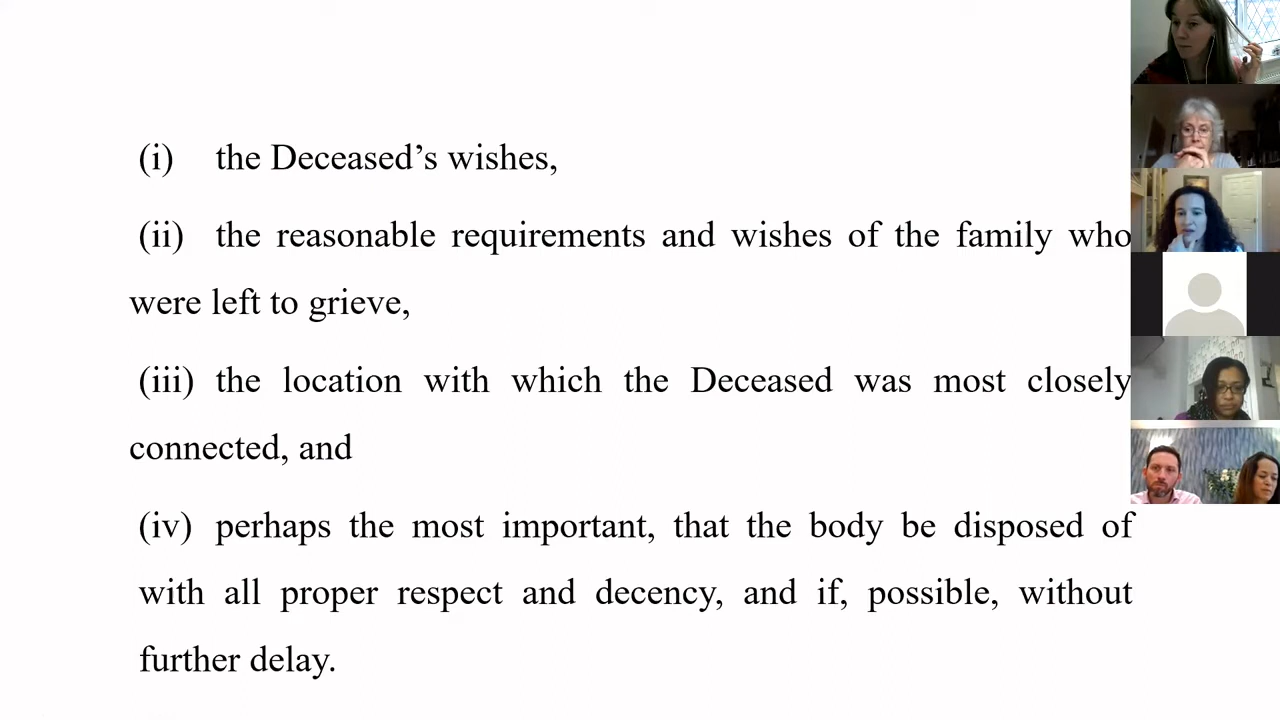 (i) the Deceased’s wishes,
(ii) the reasonable requirements and wishes of the family who
were left to grieve,
(iii) the location with which the Deceased was most closely
connected, and
(iv) perhaps the most important, that the body be disposed of
with all proper respect and decency, and if, possible, without
further delay.